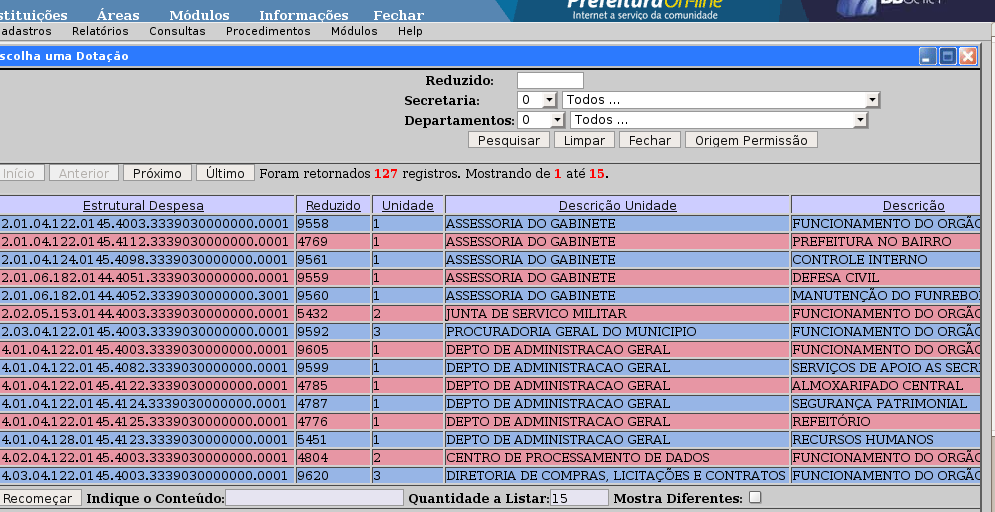 stituições Áreas Módulos Informações Fechar
Prefeitura On-line
Internet a serviço da comunidade
adastros Relatórios Consultas Procedimentos Módulos Help
scolha uma Dotação
Reduzido:
Secretaria: 0 Todos ...
Departamentos: 0 Todos ...
Pesquisar Limpar Fechar Origem Permissão
Início Anterior Próximo Último Foram retornados 127 registros. Mostrando de 1 até 15.
Estrutural Despesa Reduzido Unidade Descrição Unidade Descrição
2.01.04.122.0145.4003.3339030000000.0001 9558 1 ASSESSORIA DO GABINETE FUNCIONAMENTO DO ORGÃO
2.01.04.122.0145.4112.3339030000000.0001 4769 1 ASSESSORIA DO GABINETE PREFEITURA NO BAIRRO
2.01.04.124.0145.4098.3339030000000.0001 9561 1 ASSESSORIA DO GABINETE CONTROLE INTERNO
2.01.06.182.0144.4051.3339030000000.0001 9559 1 ASSESSORIA DO GABINETE DEFESA CIVIL
2.01.06.182.0144.4052.3339030000000.3001 9560 1 ASSESSORIA DO GABINETE MANUTENÇÃO DO FUNREBO
2.02.05.153.0144.4003.3339030000000.0001 5432 2 JUNTA DE SERVICO MILITAR FUNCIONAMENTO DO ORGÃO
2.03.04.122.0145.4003.3339030000000.0001 9592 3 PROCURADORIA GERAL DO MUNICIPIO FUNCIONAMENTO DO ORGÃO
4.01.04.122.0145.4003.3339030000000.0001 9605 1 DEPTO DE ADMINISTRACAO GERAL FUNCIONAMENTO DO ORGÃO
4.01.04.122.0145.4082.3339030000000.0001 9599 1 DEPTO DE ADMINISTRACAO GERAL SERVIÇOS DE APOIO AS SECR
4.01.04.122.0145.4122.3339030000000.0001 4785 1 DEPTO DE ADMINISTRACAO GERAL ALMOXARIFADO CENTRAL
4.01.04.122.0145.4124.3339030000000.0001 4787 1 DEPTO DE ADMINISTRACAO GERAL SEGURANÇA PATRIMONIAL
4.01.04.122.0145.4125.3339030000000.0001 4776 1 DEPTO DE ADMINISTRACAO GERAL REFEITÓRIO
4.01.04.128.0145.4123.3339030000000.0001 5451 1 DEPTO DE ADMINISTRACAO GERAL RECURSOS HUMANOS
4.02.04.122.0145.4003.3339030000000.0001 4804 2 CENTRO DE PROCESSAMENTO DE DADOS FUNCIONAMENTO DO ORGÃO
4.03.04.122.0145.4003.3339030000000.0001 9620 3 DIRETORIA DE COMPRAS, LICITAÇÕES E CONTRATOS FUNCIONAMENTO DO ORGÃO
Recomeçar Indique o Conteúdo: Quantidade a Listar: 15 Mostra Diferentes: